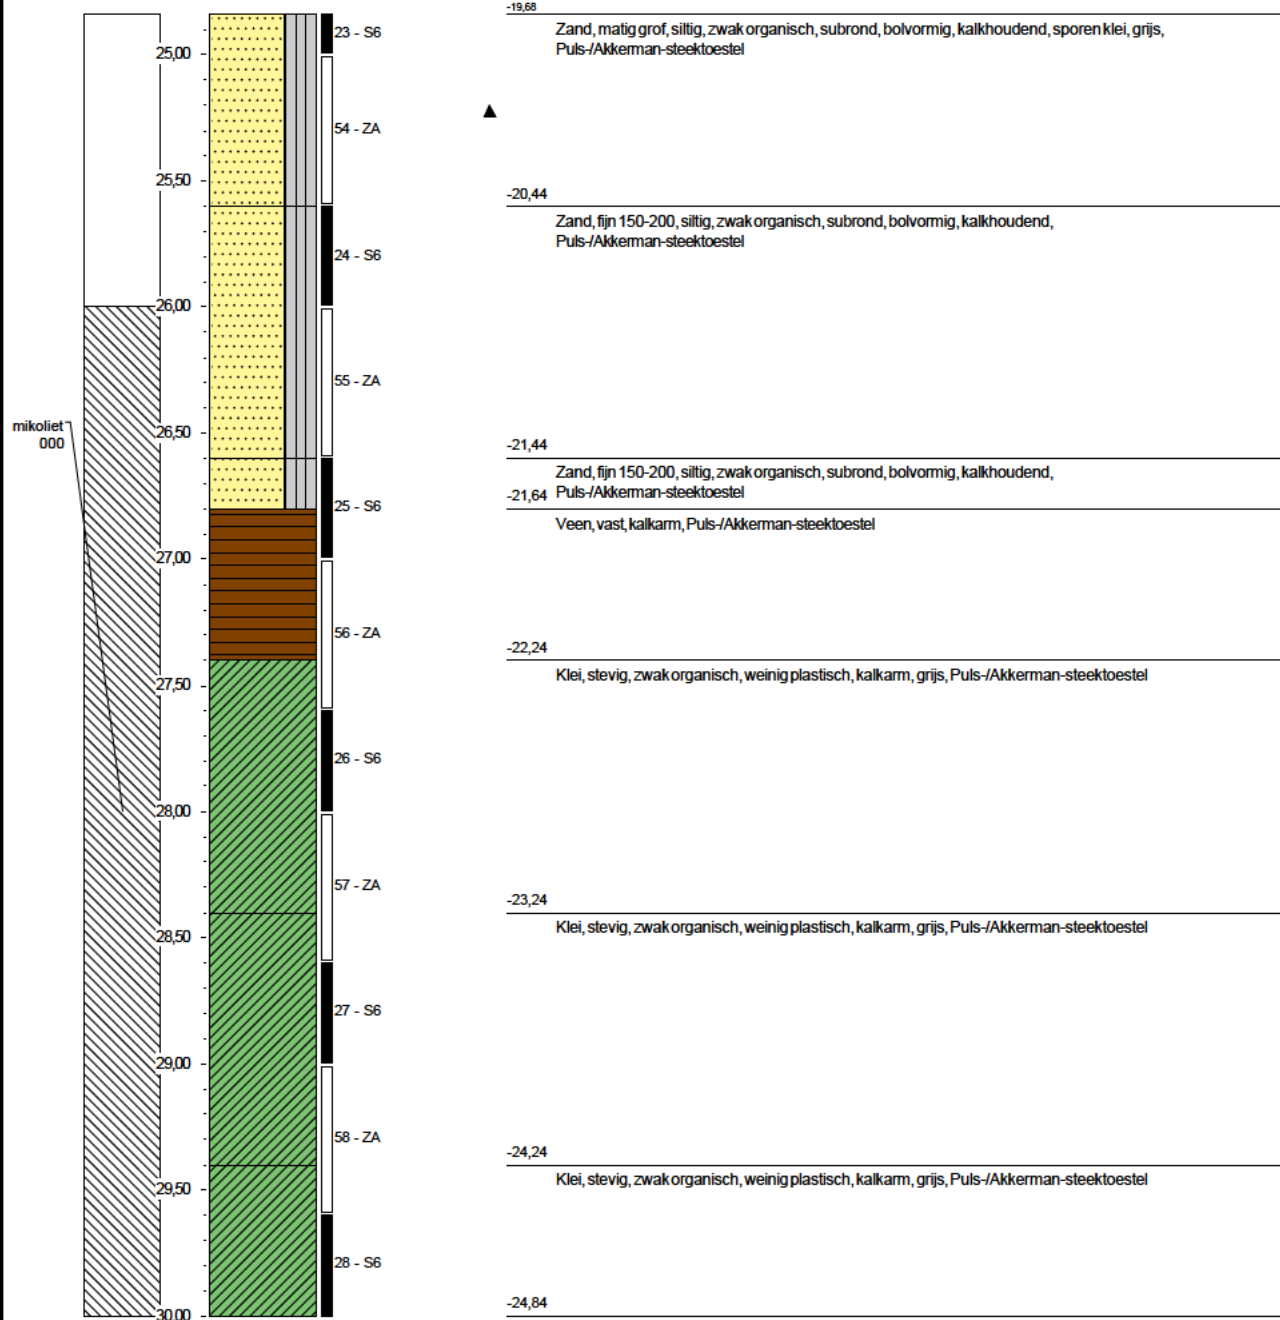 -19,68
23 - S6
Zand, matig grof, siltig, zwak organisch, subrond, bolvormig, kalkhoudend, sporen klei, grijs,
Puls-/Akkerman-steektoestel
25,00
54 - ZA
25,50
-20,44
Zand, fijn 150-200, siltig, zwak organisch, subrond, bolvormig, kalkhoudend,
Puls-/Akkerman-steektoestel
24 - S6
26,00
55 - ZA
mikoliet
000
26,50
-21,44
Zand, fijn 150-200, siltig, zwak organisch, subrond, bolvormig, kalkhoudend,
Puls-/Akkerman-steektoestel
-21,64
25 - S6
Veen, vast, kalkarm, Puls-/Akkerman-steektoestel
27,00
56 - ZA
-22,24
Klei, stevig, zwak organisch, weinig plastisch, kalkarm, grijs, Puls-/Akkerman-steektoestel
27,50
26 - S6
28,00
57 - ZA
-23,24
Klei, stevig, zwak organisch, weinig plastisch, kalkarm, grijs, Puls-/Akkerman-steektoestel
28,50
27 - S6
29,00
58 - ZA
-24,24
Klei, stevig, zwak organisch, weinig plastisch, kalkarm, grijs, Puls-/Akkerman-steektoestel
29,50
28 - S6
-24,84
30,00